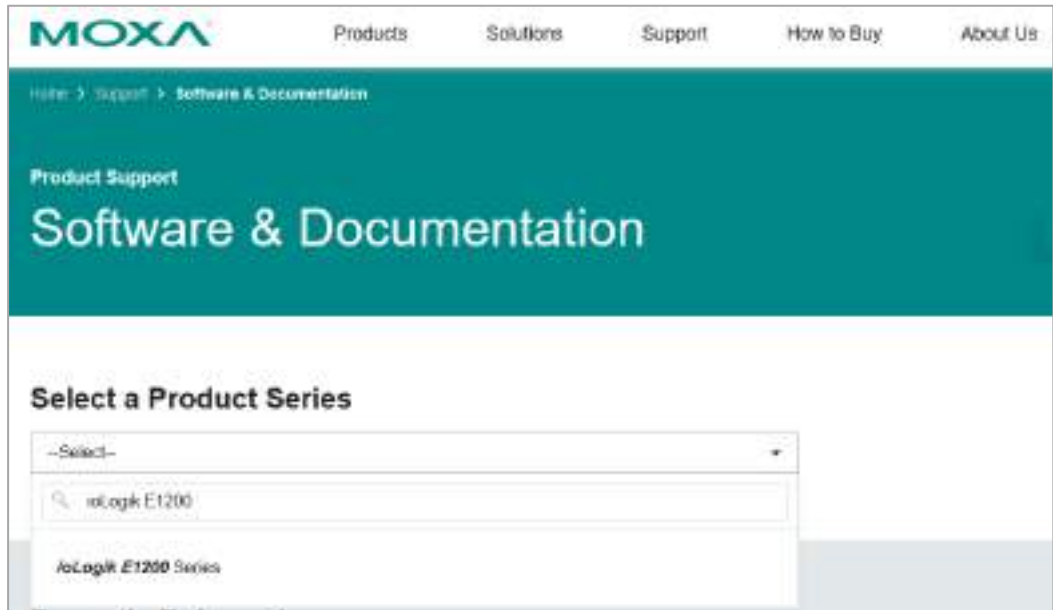 MOXA
Products Solutions Support How to Buy About Us
Home > Support > Software & Documentation
Product Support
Software & Documentation
Select a Product Series
--Select--
ioLogik E1200
ioLogik E1200 Series